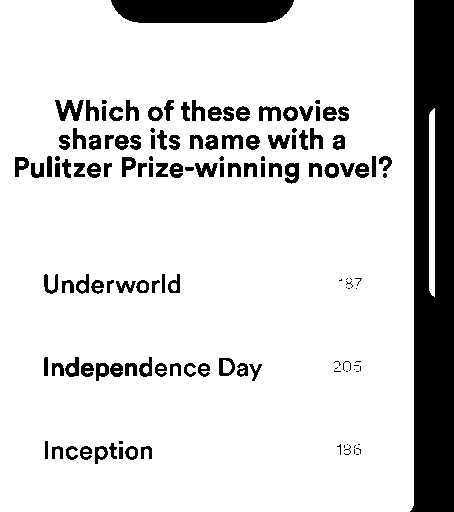 Which of these movies
shares its name with a
Pulitzer Prize-winning novel?
Underworld 187
Independence Day 205
Inception 186